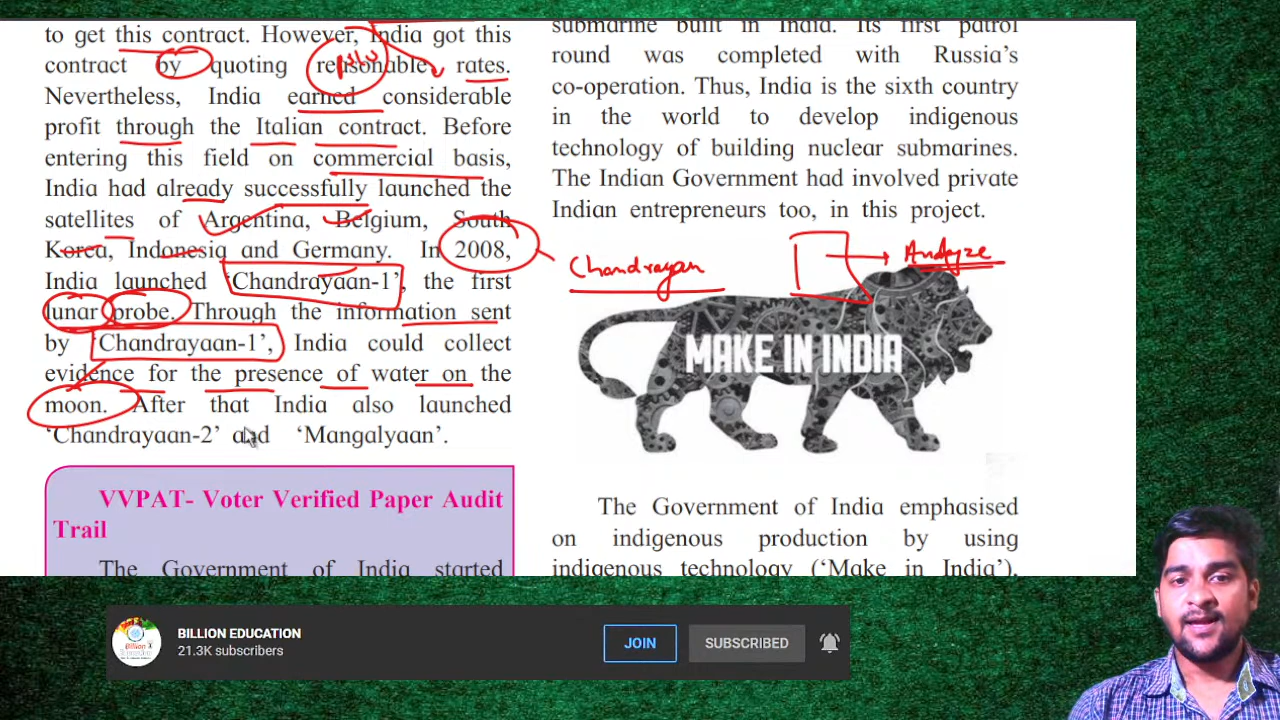 to get this contract. However, India got this
contract by quoting reasonable rates.
Nevertheless, India earned considerable
profit through the Italian contract. Before
entering this field on commercial basis,
India had already successfully launched the
satellites of Argentina, Belgium, South
Korea, Indonesia and Germany. In 2008,
India launched ‘Chandrayaan-1’, the first
lunar probe. Through the information sent
by ‘Chandrayaan-1’, India could collect
evidence for the presence of water on the
moon. After that India also launched
‘Chandrayaan-2’ and ‘Mangalyaan’.
VVPAT- Voter Verified Paper Audit
Trail
The Government of India started
submarine built in India. Its first patrol
round was completed with Russia’s
co-operation. Thus, India is the sixth country
in the world to develop indigenous
technology of building nuclear submarines.
The Indian Government had involved private
Indian entrepreneurs too, in this project.
Chandrayan
Analyze
MAKE IN INDIA
The Government of India emphasised
on indigenous production by using
indigenous technology (‘Make in India’).
BILLION EDUCATION
21.3K subscribers
JOIN
SUBSCRIBED